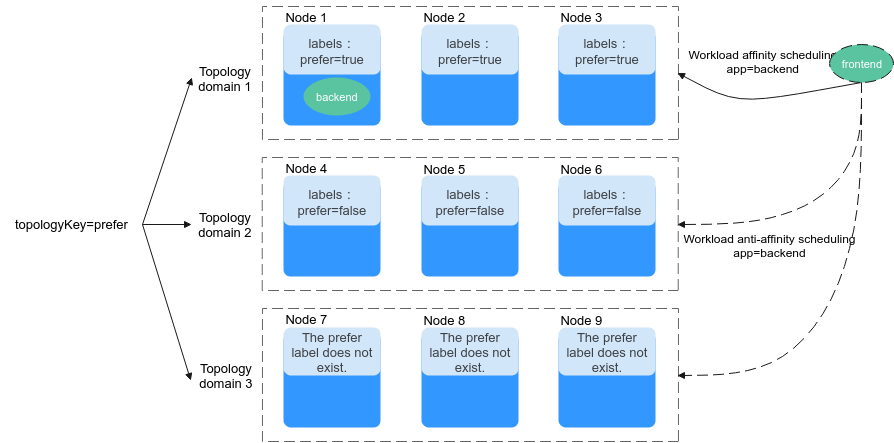 topologyKey=prefer
Topology
domain 1
Node 1
labels：
prefer=true
backend
Node 2
labels：
prefer=true
Node 3
labels：
prefer=true
Workload affinity scheduling
app=backend
frontend
Topology
domain 2
Node 4
labels：
prefer=false
Node 5
labels：
prefer=false
Node 6
labels：
prefer=false
Workload anti-affinity scheduling
app=backend
Topology
domain 3
Node 7
The prefer
label does not
exist.
Node 8
The prefer
label does not
exist.
Node 9
The prefer
label does not
exist.